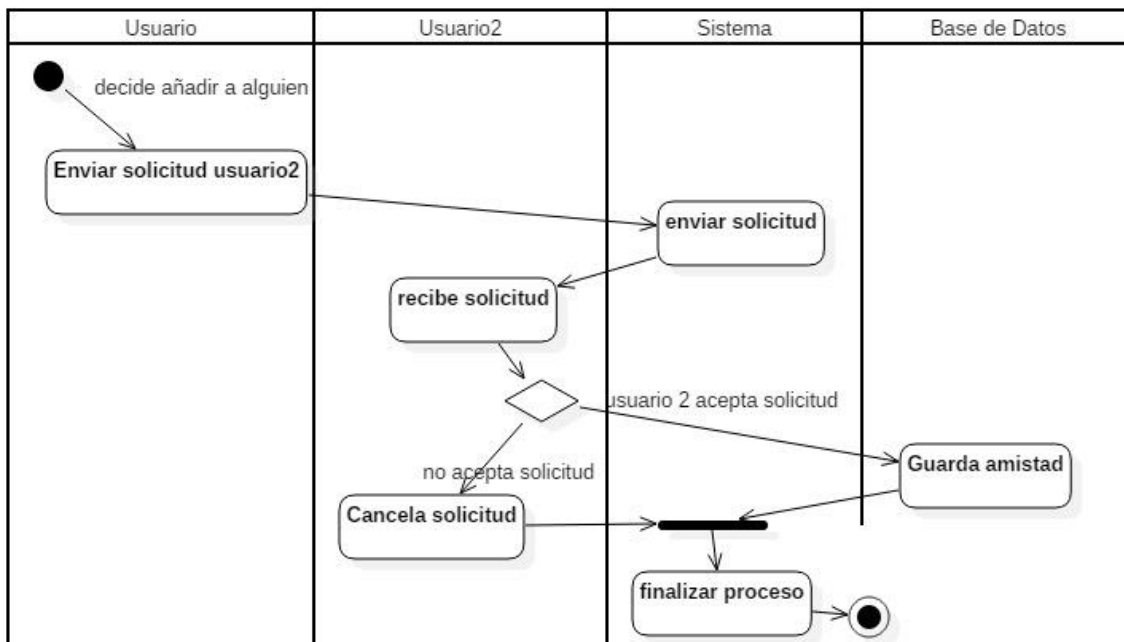 Usuario
Usuario2
Sistema
Base de Datos
decide añadir a alguien
Enviar solicitud usuario2
enviar solicitud
recibe solicitud
usuario 2 acepta solicitud
Guarda amistad
no acepta solicitud
Cancela solicitud
finalizar proceso